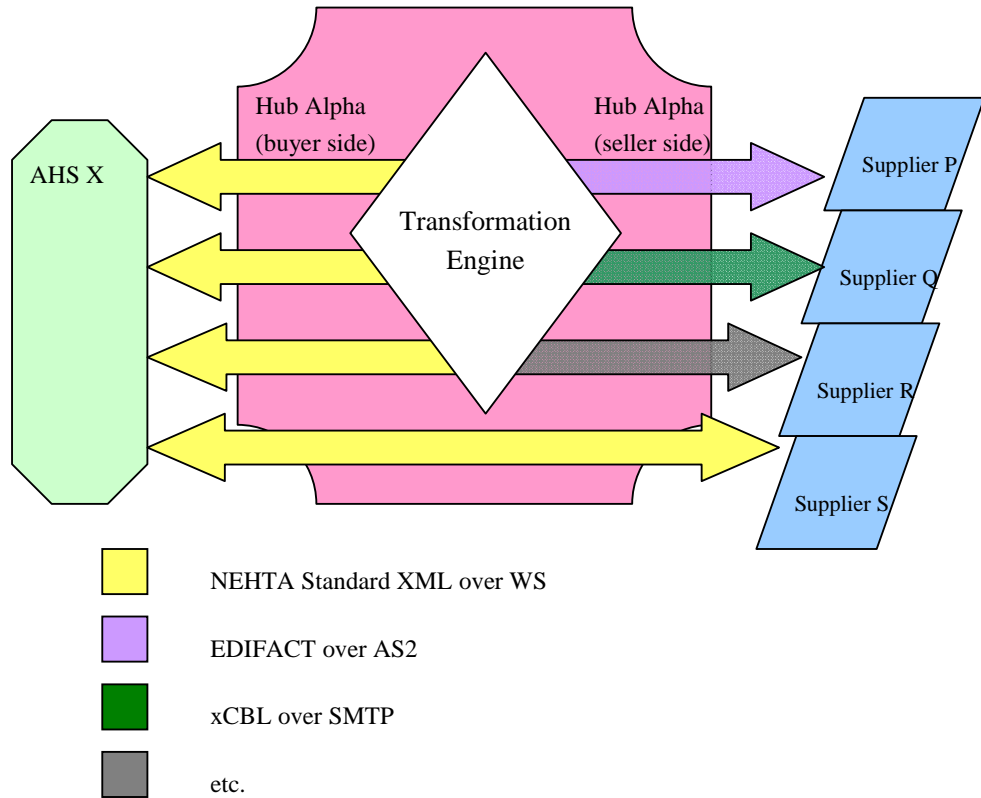 Hub Alpha
(buyer side)
Hub Alpha
(seller side)
AHS X
Supplier P
Transformation
Engine
Supplier Q
Supplier R
Supplier S
NEHTA Standard XML over WS
EDIFACT over AS2
xCBL over SMTP
etc.